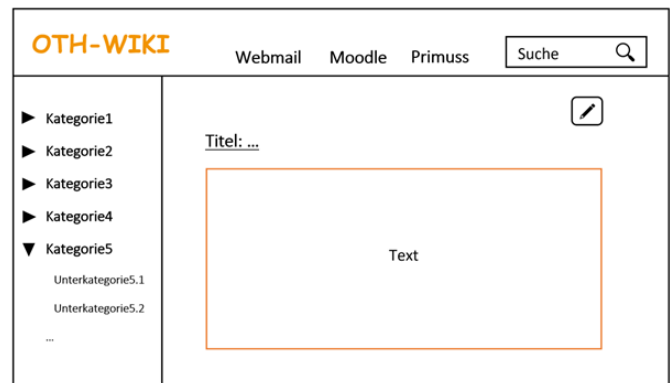 OTH-WIKI
Webmail Moodle Primuss Suche
Kategorie1
Kategorie2
Kategorie3
Kategorie4
Kategorie5
Unterkategorie5.1
Unterkategorie5.2
...
Titel: ...
Text